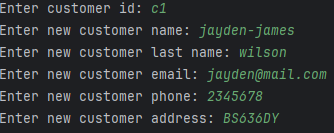 Enter customer id: c1
Enter new customer name: jayden-james
Enter new customer last name: wilson
Enter new customer email: jayden@mail.com
Enter new customer phone: 2345678
Enter new customer address: BS636DY